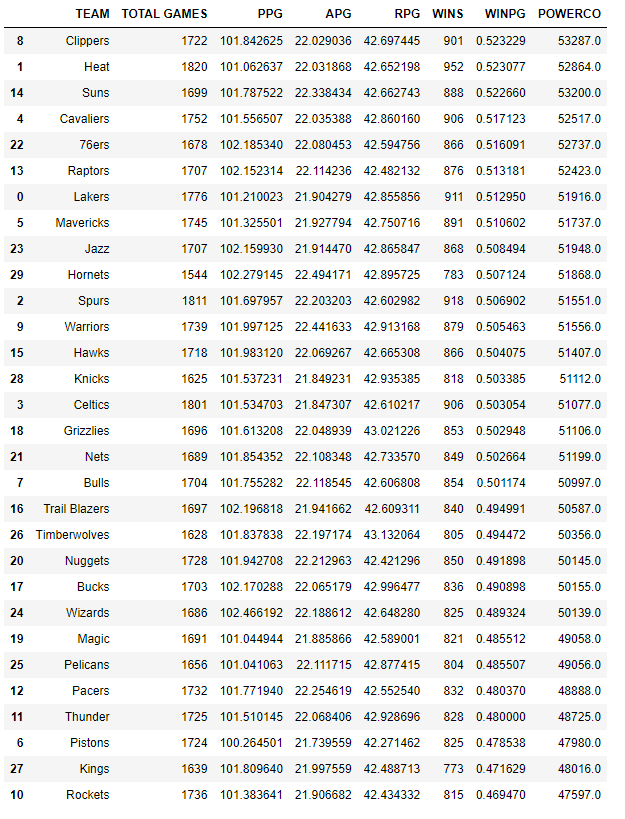 TEAM TOTAL GAMES PPG APG RPG WINS WINPG POWERCO
8 Clippers 1722 101.842625 22.029036 42.697445 901 0.523229 53287.0
1 Heat 1820 101.062637 22.031868 42.652198 952 0.523077 52864.0
14 Suns 1699 101.787522 22.338434 42.662743 888 0.522660 53200.0
4 Cavaliers 1752 101.556507 22.035388 42.860160 906 0.517123 52517.0
22 76ers 1678 102.185340 22.080453 42.594756 866 0.516091 52737.0
13 Raptors 1707 102.152314 22.114236 42.482132 876 0.513181 52423.0
0 Lakers 1776 101.210023 21.904279 42.855856 911 0.512950 51916.0
5 Mavericks 1745 101.325501 21.927794 42.750716 891 0.510602 51737.0
23 Jazz 1707 102.159930 21.914470 42.865847 868 0.508494 51948.0
29 Hornets 1544 102.279145 22.494171 42.895725 783 0.507124 51868.0
2 Spurs 1811 101.697957 22.203203 42.602982 918 0.506902 51551.0
9 Warriors 1739 101.997125 22.441633 42.913168 879 0.505463 51556.0
15 Hawks 1718 101.983120 22.069267 42.665308 866 0.504075 51407.0
28 Knicks 1625 101.537231 21.849231 42.935385 818 0.503385 51112.0
3 Celtics 1801 101.534703 21.847307 42.610217 906 0.503054 51077.0
18 Grizzlies 1696 101.613208 22.048939 43.021226 853 0.502948 51106.0
21 Nets 1689 101.854352 22.108348 42.733570 849 0.502664 51199.0
7 Bulls 1704 101.755282 22.118545 42.606808 854 0.501174 50997.0
16 Trail Blazers 1697 102.196818 21.941662 42.609311 840 0.494991 50587.0
26 Timberwolves 1628 101.837838 22.197174 43.132064 805 0.494472 50356.0
20 Nuggets 1728 101.942708 22.212963 42.421296 850 0.491898 50145.0
17 Bucks 1703 102.170288 22.065179 42.996477 836 0.490898 50155.0
24 Wizards 1686 102.466192 22.188612 42.648280 825 0.489324 50139.0
19 Magic 1691 101.044944 21.885866 42.589001 821 0.485512 49058.0
25 Pelicans 1656 101.041063 22.111715 42.877415 804 0.485507 49056.0
12 Pacers 1732 101.771940 22.254619 42.552540 832 0.480370 48888.0
11 Thunder 1725 101.510145 22.068406 42.928696 828 0.480000 48725.0
6 Pistons 1724 100.264501 21.739559 42.271462 825 0.478538 47980.0
27 Kings 1639 101.809640 21.997559 42.488713 773 0.471629 48016.0
10 Rockets 1736 101.383641 21.906682 42.434332 815 0.469470 47597.0